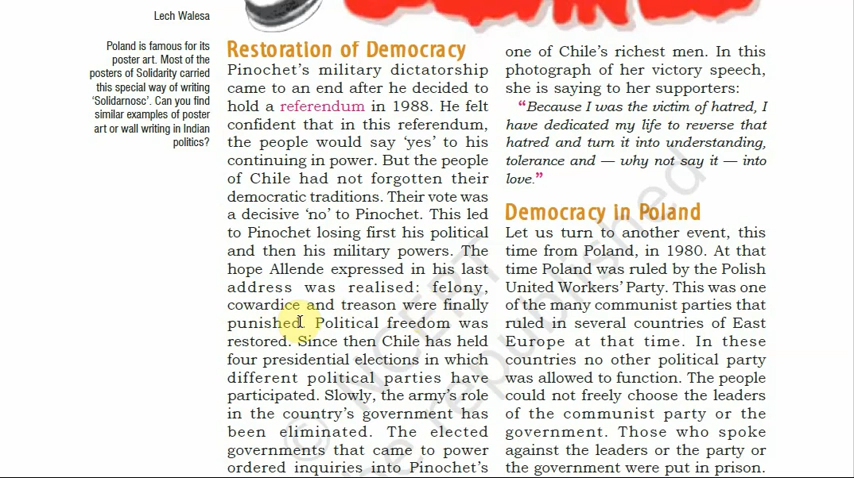 Lech Walesa
Poland is famous for its
poster art. Most of the
posters of Solidarity carried
this special way of writing
‘Solidarnosc’. Can you find
similar examples of poster
art or wall writing in Indian
politics?
Restoration of Democracy
Pinochet’s military dictatorship
came to an end after he decided to
hold a referendum in 1988. He felt
confident that in this referendum,
the people would say ‘yes’ to his
continuing in power. But the people
of Chile had not forgotten their
democratic traditions. Their vote was
a decisive ‘no’ to Pinochet. This led
to Pinochet losing first his political
and then his military powers. The
hope Allende expressed in his last
address was realised: felony,
cowardice and treason were finally
punished. Political freedom was
restored. Since then Chile has held
four presidential elections in which
different political parties have
participated. Slowly, the army’s role
in the country’s government has
been eliminated. The elected
governments that came to power
ordered inquiries into Pinochet’s
one of Chile’s richest men. In this
photograph of her victory speech,
she is saying to her supporters:
“Because I was the victim of hatred, I
have dedicated my life to reverse that
hatred and turn it into understanding,
tolerance and — why not say it — into
love.”
Democracy in Poland
Let us turn to another event, this
time from Poland, in 1980. At that
time Poland was ruled by the Polish
United Workers’ Party. This was one
of the many communist parties that
ruled in several countries of East
Europe at that time. In these
countries no other political party
was allowed to function. The people
could not freely choose the leaders
of the communist party or the
government. Those who spoke
against the leaders or the party or
the government were put in prison.
© NCERT
be republished